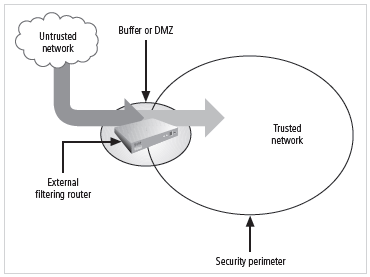 Untrusted
network
Buffer or DMZ
Trusted
network
External
filtering router
Security perimeter